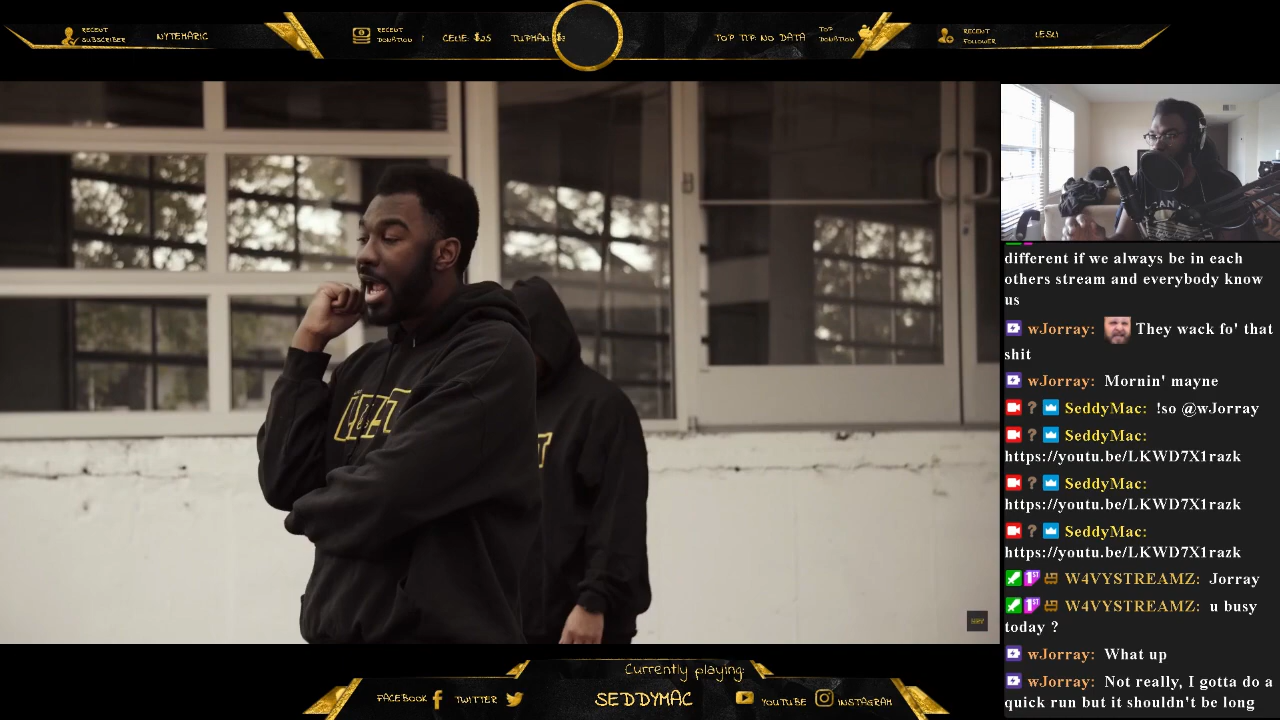 RECENT
SUBSCRIBER
NYTEMARIC
RECENT
DONATION :
CELIE: $25
TUPMAN: $3
TOP TIP: NO DATA
TOP
DONATION
RECENT
FOLLOWER
LESLI
different if we always be in each
others stream and everybody know
us
wJorray: They wack fo' that
shit
wJorray: Mornin' mayne
SeddyMac: !so @wJorray
SeddyMac:
https://youtu.be/LKWD7X1razk
SeddyMac:
https://youtu.be/LKWD7X1razk
SeddyMac:
https://youtu.be/LKWD7X1razk
W4VYSTREAMZ: Jorray
W4VYSTREAMZ: u busy
today ?
wJorray: What up
wJorray: Not really, I gotta do a
quick run but it shouldn't be long
Currently playing:
FACEBOOK
TWITTER
SEDDYMAC
YOUTUBE
INSTAGRAM